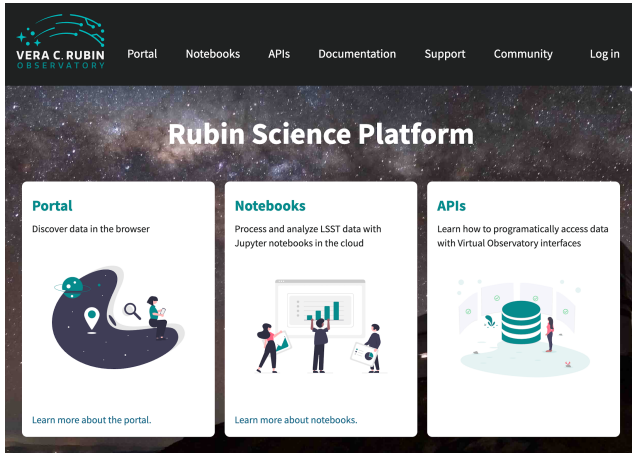 VERA C. RUBIN
OBSERVATORY
Portal Notebooks APIs Documentation Support Community Log in
Rubin Science Platform
Portal
Discover data in the browser
Learn more about the portal.
Notebooks
Process and analyze LSST data with
Jupyter notebooks in the cloud
Learn more about notebooks.
APIs
Learn how to programatically access data
with Virtual Observatory interfaces